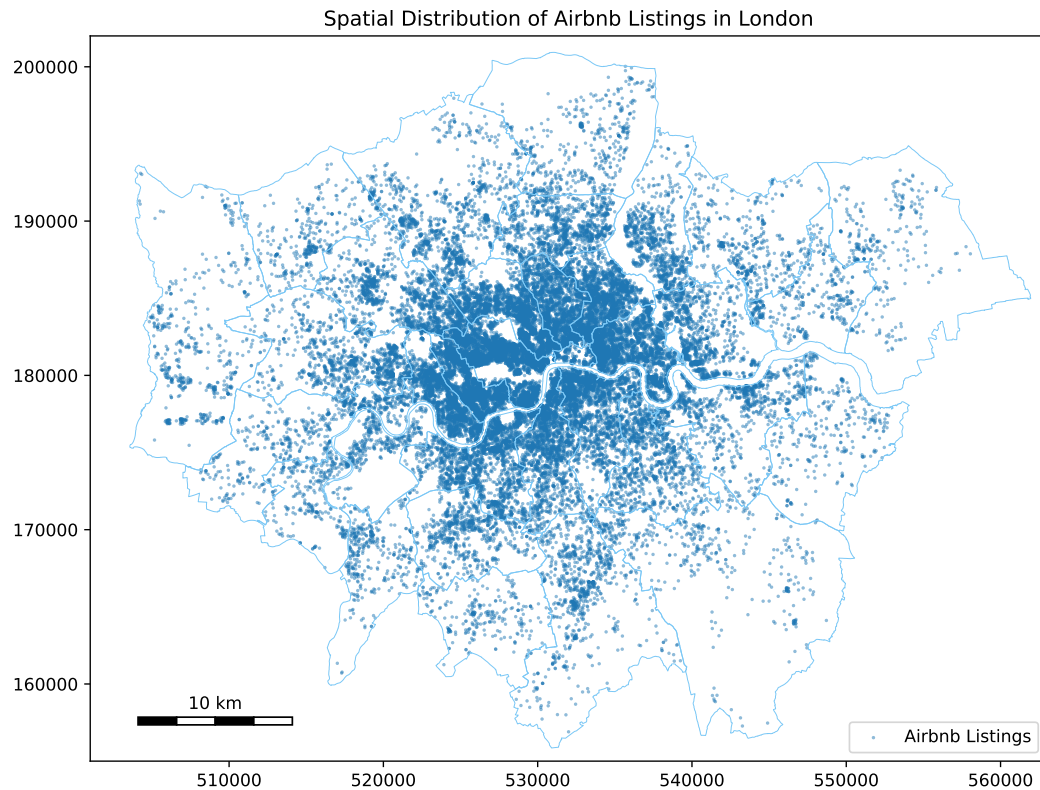 Spatial Distribution of Airbnb Listings in London
200000
190000
180000
170000
160000
10 km
Airbnb Listings
510000 520000 530000 540000 550000 560000